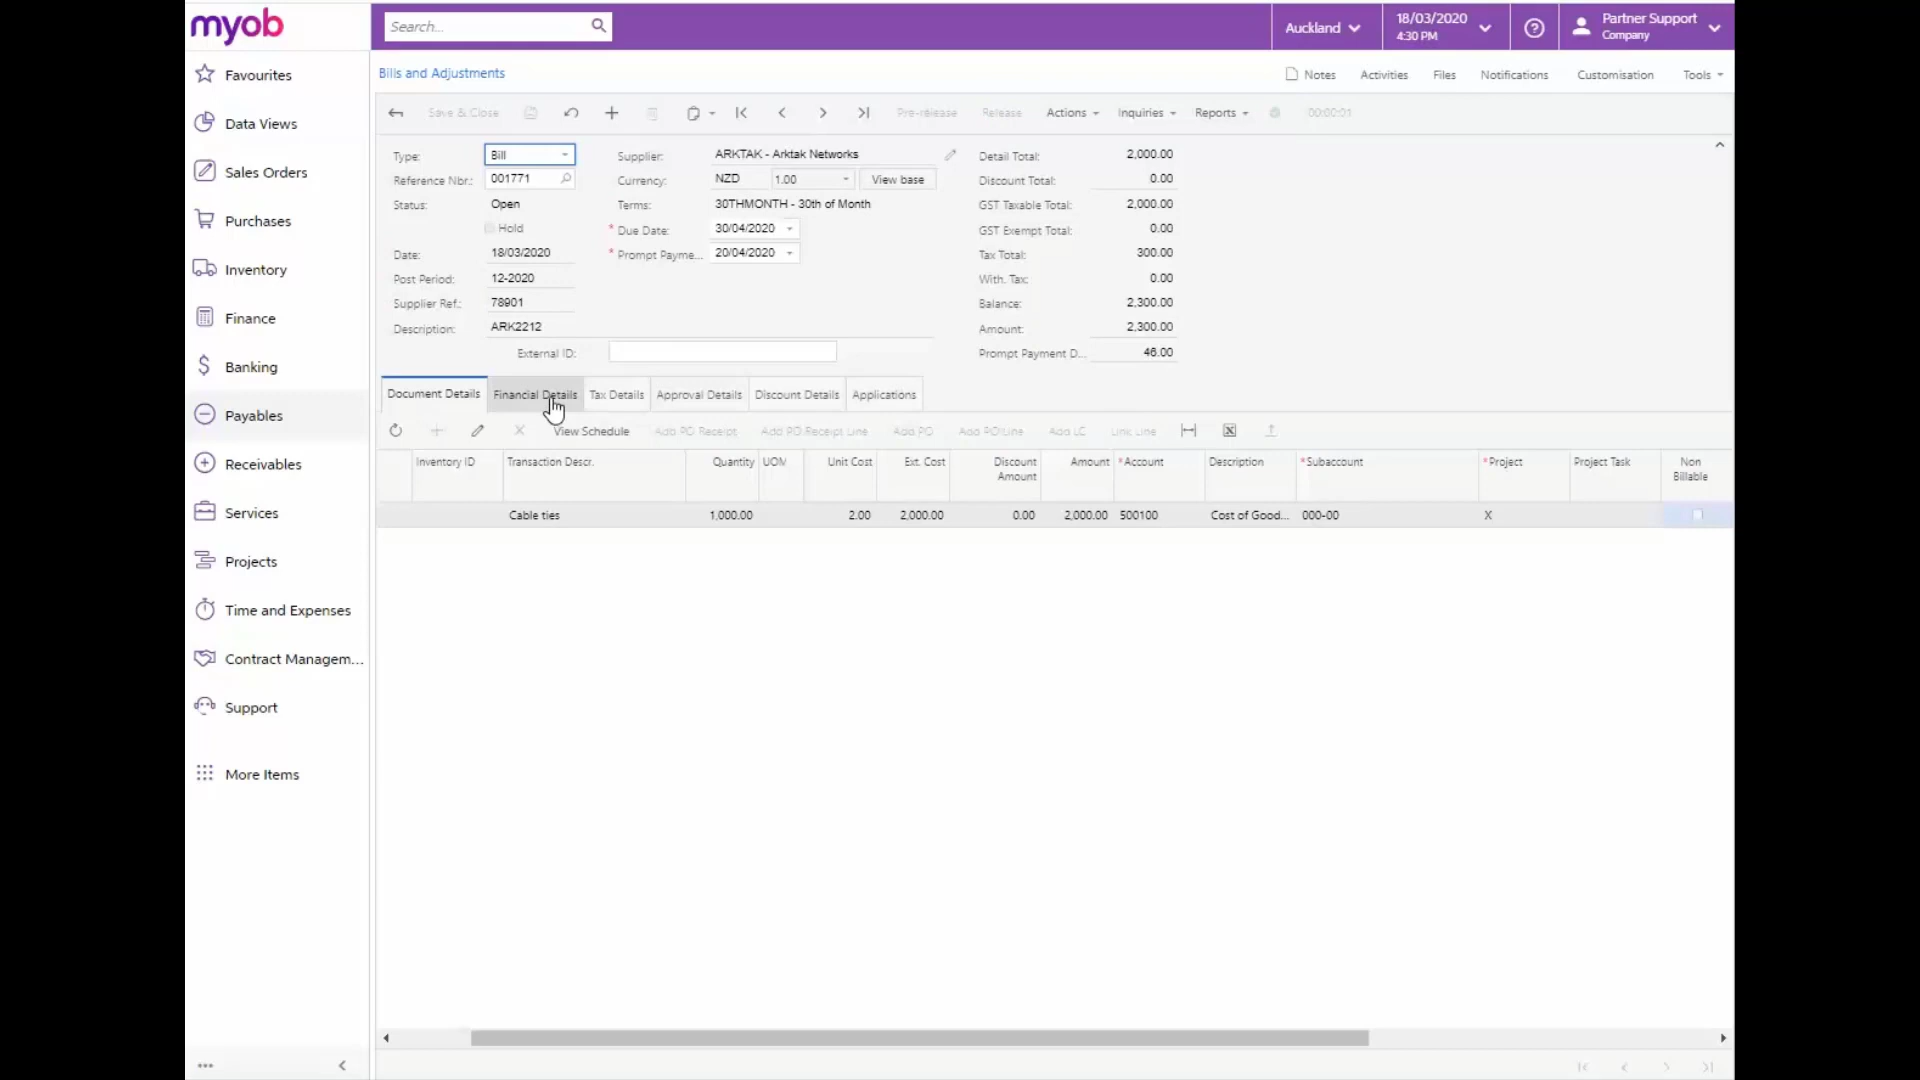 myob
Search...
Auckland
18/03/2020
4:30 PM
Partner Support
Company
Favourites
Data Views
Sales Orders
Purchases
Inventory
Finance
Banking
Payables
Receivables
Services
Projects
Time and Expenses
Contract Managem...
Support
More Items
Bills and Adjustments
Notes Activities Files Notifications Customisation Tools
Save & Close Pre-release Release Actions Inquiries Reports 00:00:01
Type: Bill
Reference Nbr.: 001771
Status: Open
Hold
Date: 18/03/2020
Post Period: 12-2020
Supplier Ref.: 78901
Description: ARK2212
Supplier: ARKTAK - Arktak Networks
Currency: NZD 1.00 View base
Terms: 30THMONTH - 30th of Month
* Due Date: 30/04/2020
* Prompt Payme... 20/04/2020
External ID:
Detail Total: 2,000.00
Discount Total: 0.00
GST Taxable Total: 2,000.00
GST Exempt Total: 0.00
Tax Total: 300.00
With. Tax: 0.00
Balance: 2,300.00
Amount: 2,300.00
Prompt Payment D... 46.00
Document Details Financial Details Tax Details Approval Details Discount Details Applications
View Schedule Add PO Receipt Add PO Receipt Line Add PO Add PO Line Add LC Link Line
Inventory ID Transaction Descr. Quantity UOM Unit Cost Ext. Cost Discount Amount Amount *Account Description *Subaccount *Project Project Task Non Billable
Cable ties 1,000.00 2.00 2,000.00 0.00 2,000.00 500100 Cost of Good... 000-00 X